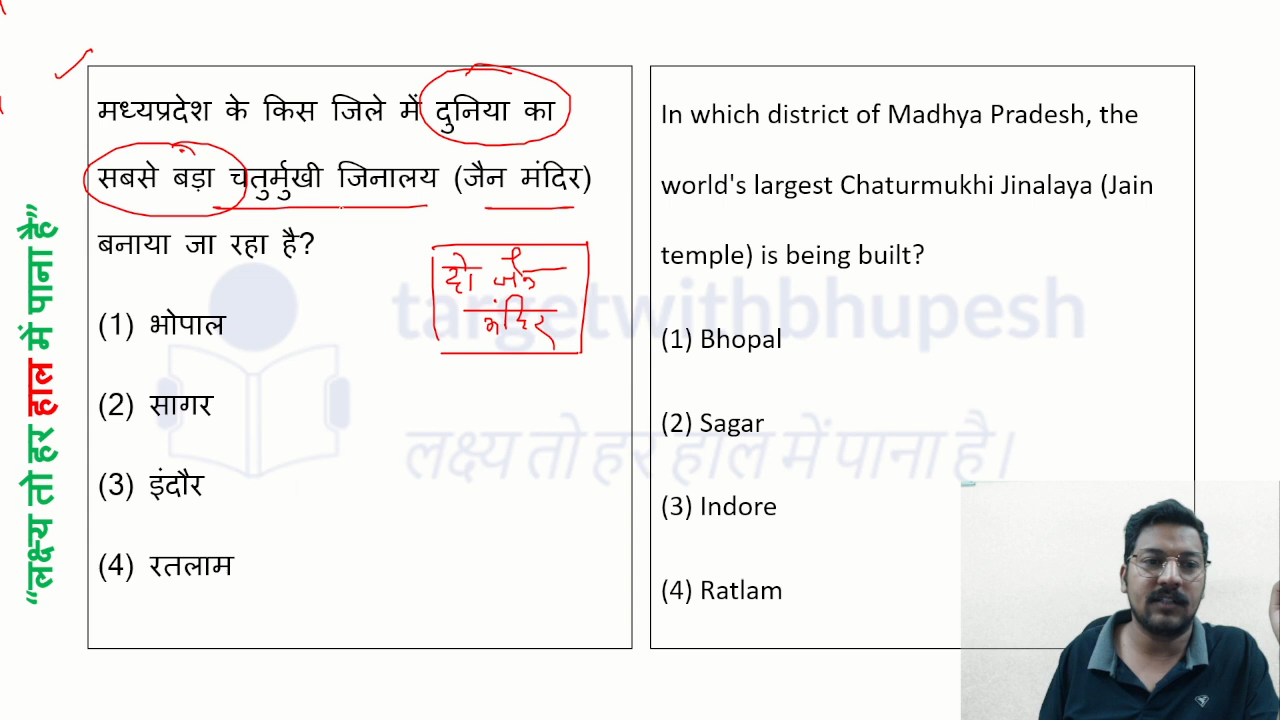 मध्यप्रदेश के किस जिले में दुनिया का
सबसे बड़ा चतुर्मुखी जिनालय (जैन मंदिर)
बनाया जा रहा है?
दो जैन
मंदिर
(1) भोपाल
(2) सागर
(3) इंदौर
(4) रतलाम
In which district of Madhya Pradesh, the
world's largest Chaturmukhi Jinalaya (Jain
temple) is being built?
(1) Bhopal
(2) Sagar
(3) Indore
(4) Ratlam
"लक्ष्य तो हर हाल में पाना है"
targetwithbhupesh
लक्ष्य तो हर हाल में पाना है।